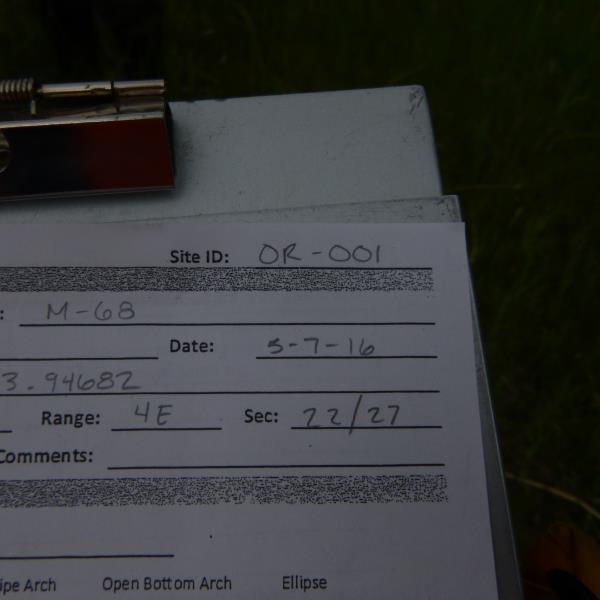 Site ID: OR-001
: M-68
Date: 5-7-16
3.94682
Range: 4E Sec: 22/27
Comments:
ipe Arch Open Bottom Arch Ellipse